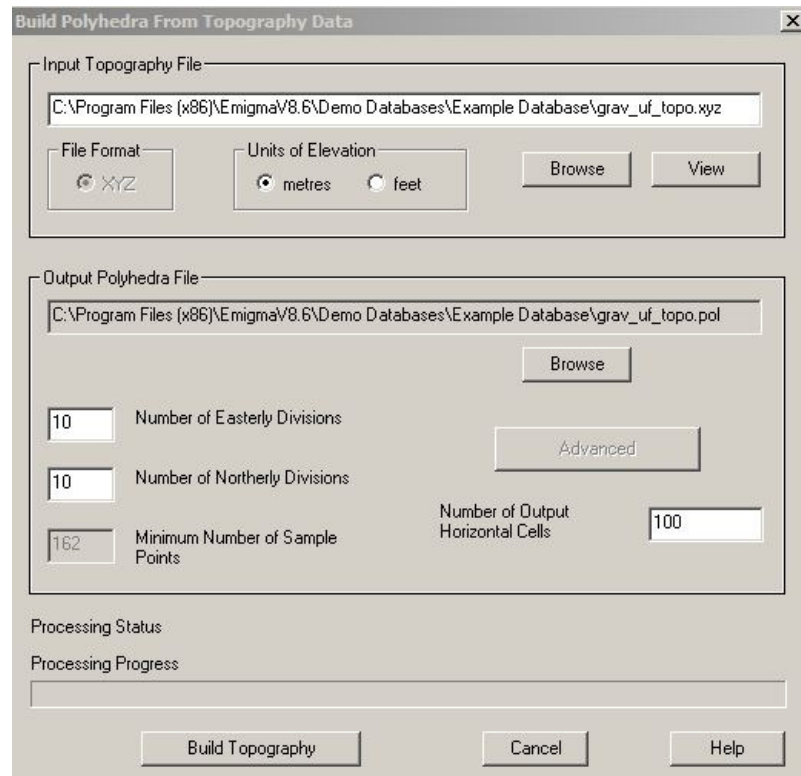 Build Polyhedra From Topography Data
Input Topography File
C:\Program Files (x86)\EmigmaV8.6\Demo Databases\Example Database\grav_uf_topo.xyz
File Format
XYZ
Units of Elevation
metres feet
Browse View
Output Polyhedra File
C:\Program Files (x86)\EmigmaV8.6\Demo Databases\Example Database\grav_uf_topo.pol
Browse
10 Number of Easterly Divisions
Advanced
10 Number of Northerly Divisions
162 Minimum Number of Sample
Points
Number of Output
Horizontal Cells
100
Processing Status
Processing Progress
Build Topography Cancel Help